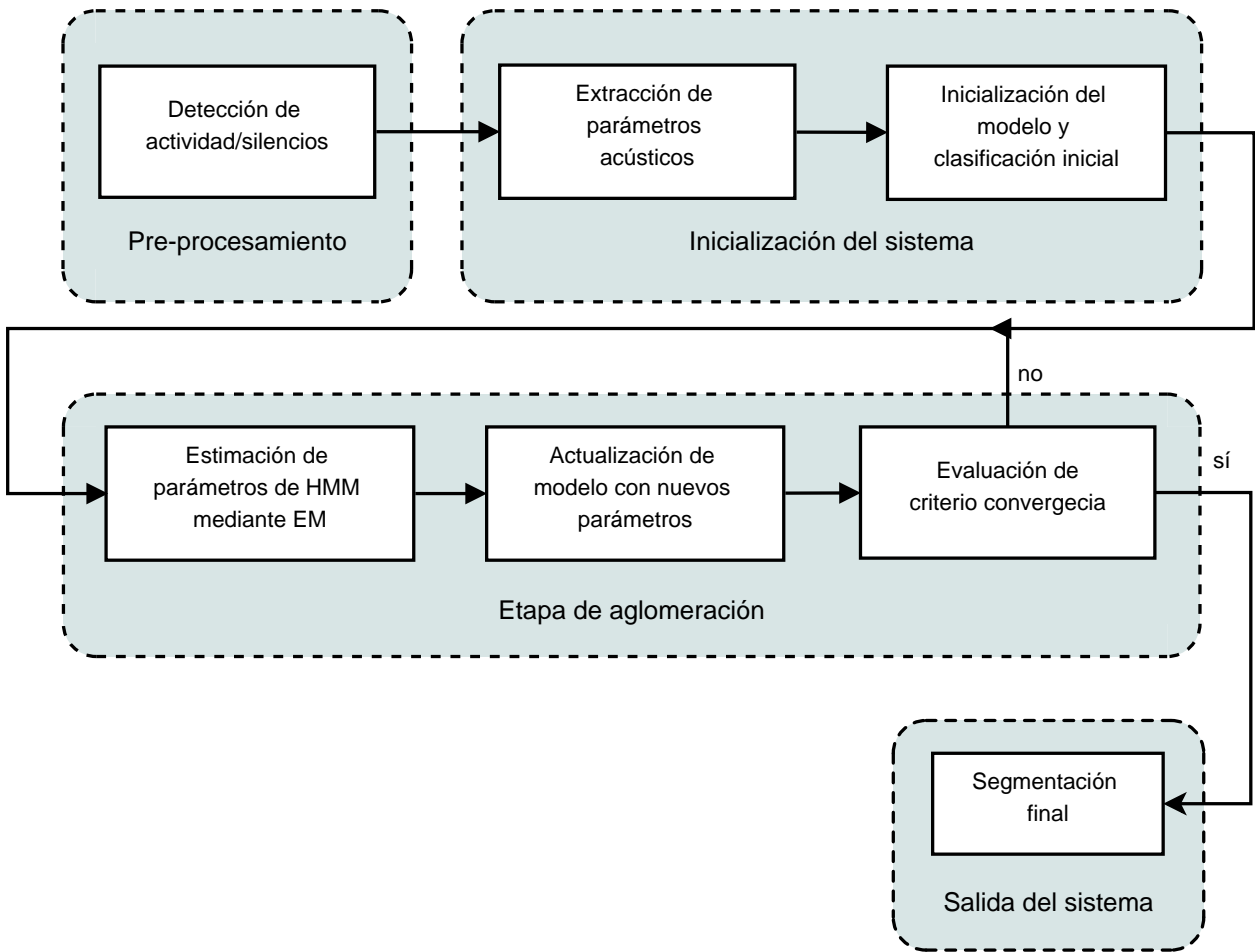 Detección de
actividad/silencios
Pre-procesamiento
Extracción de
parámetros
acústicos
Inicialización del
modelo y
clasificación inicial
Inicialización del sistema
no
Estimación de
parámetros de HMM
mediante EM
Actualización de
modelo con nuevos
parámetros
Evaluación de
criterio convergecia
sí
Etapa de aglomeración
Segmentación
final
Salida del sistema